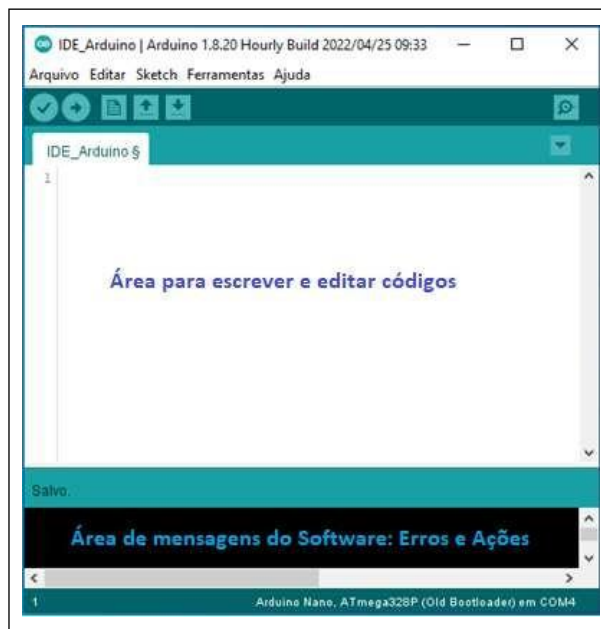 IDE_Arduino | Arduino 1.8.20 Hourly Build 2022/04/25 09:33
Arquivo Editar Sketch Ferramentas Ajuda
IDE_Arduino §
1
Área para escrever e editar códigos
Salvo.
Área de mensagens do Software: Erros e Ações
1 Arduino Nano, ATmega328P (Old Bootloader) em COM4